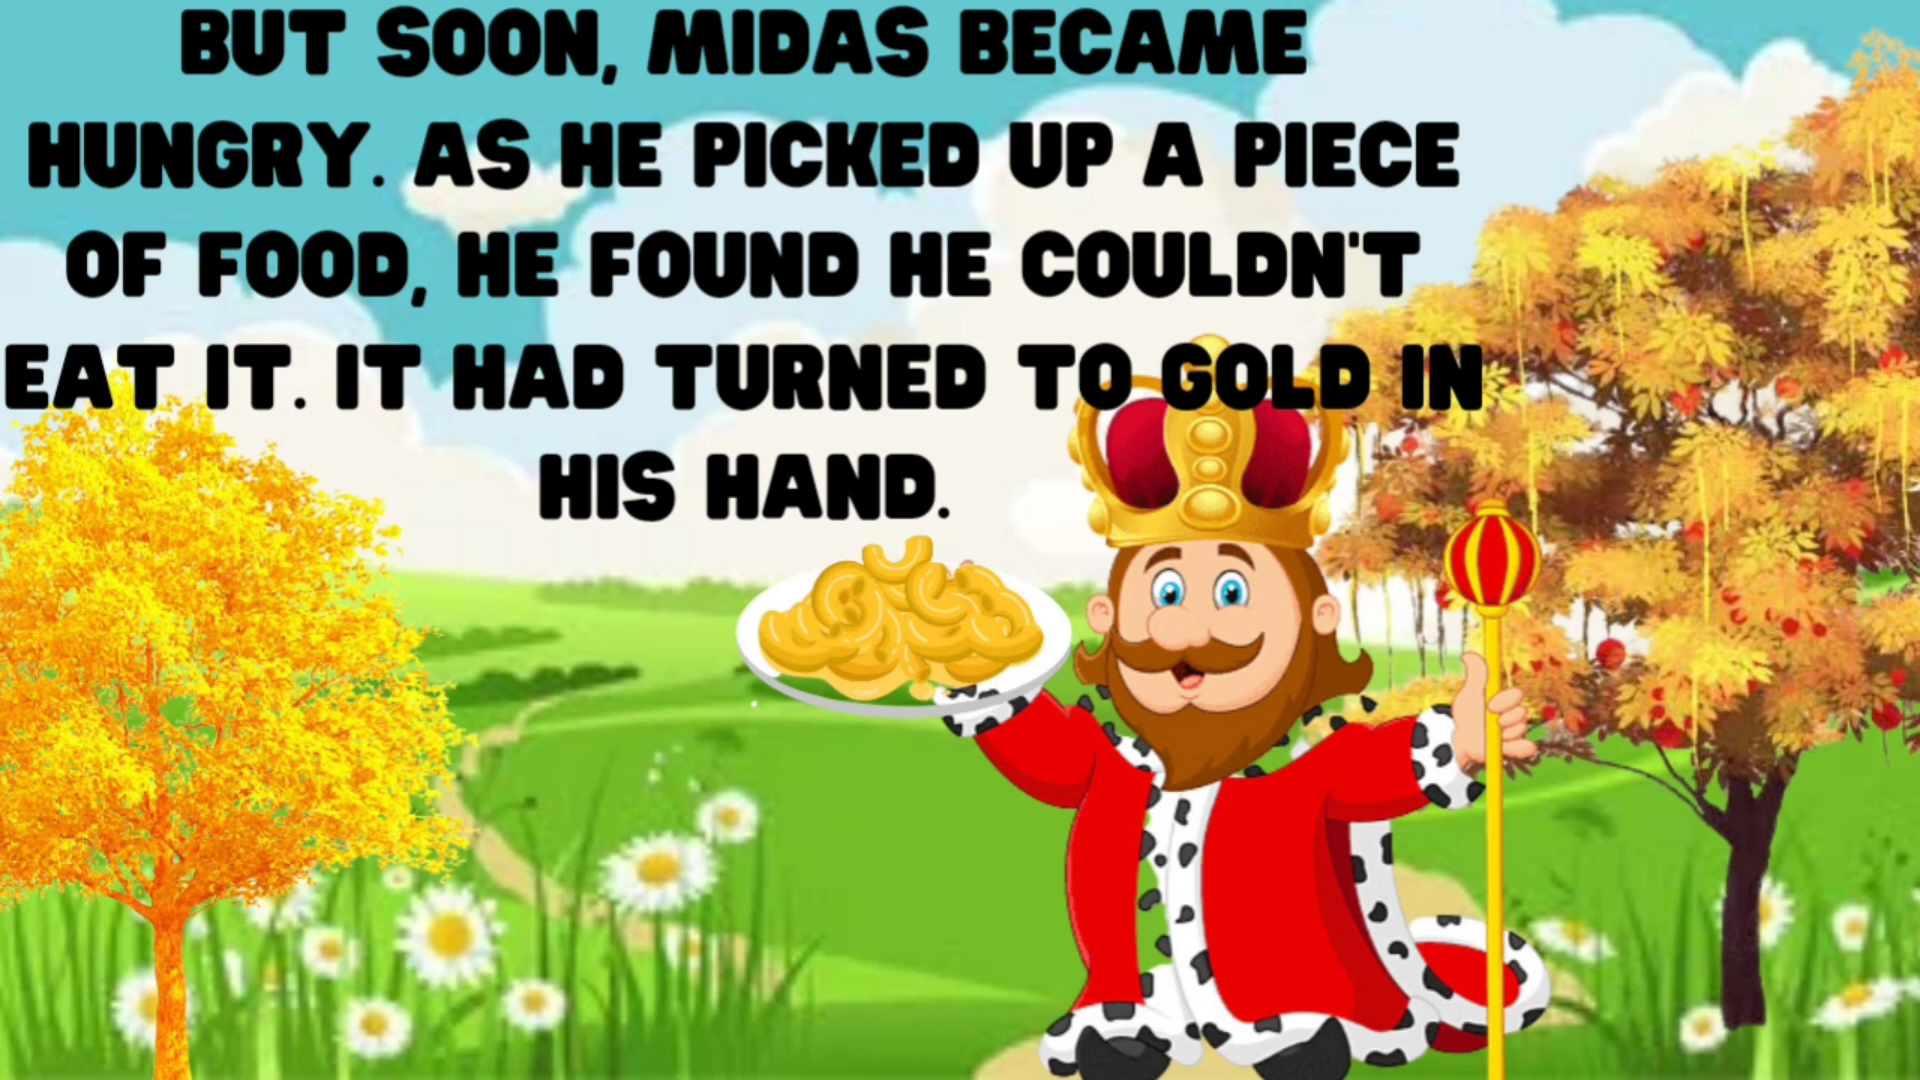 BUT SOON, MIDAS BECAME
HUNGRY. AS HE PICKED UP A PIECE
OF FOOD, HE FOUND HE COULDN'T
EAT IT. IT HAD TURNED TO GOLD IN
HIS HAND.